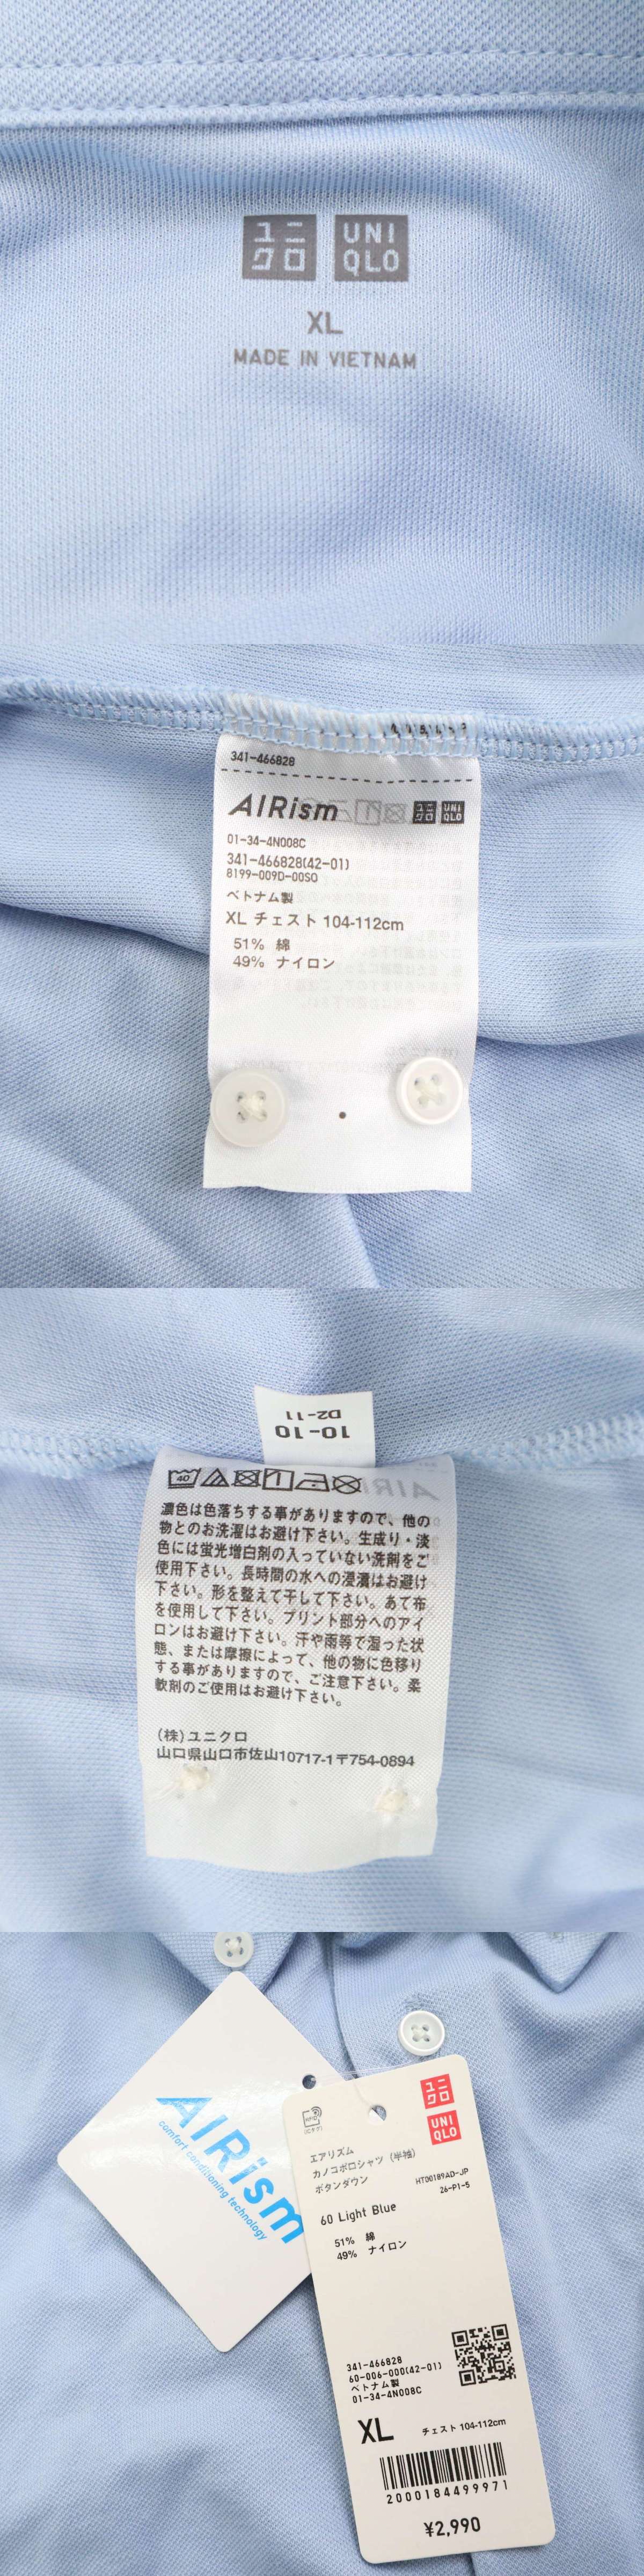 ユニ
クロ
UNI
QLO
XL
MADE IN VIETNAM
341-466828
AIRism
ユニ
クロ
UNI
QLO
01-34-4N008C
341-466828(42-01)
8199-009D-00SO
ベトナム製
XL チェスト 104-112cm
51% 綿
49% ナイロン
D2-11
10-10
40
濃色は色落ちする事がありますので、他の
物とのお洗濯はお避け下さい。生成り・淡
色には蛍光増白剤の入っていない洗剤をご
使用下さい。長時間の水への浸漬はお避け
下さい。形を整えて干して下さい。あて布
を使用して下さい。プリント部分へのアイ
ロンはお避け下さい。汗や雨等で湿った状
態、または摩擦によって、他の物に色移り
する事がありますので、ご注意下さい。柔
軟剤のご使用はお避け下さい。
(株)ユニクロ
山口県山口市佐山10717-1〒754-0894
AIRism
comfort conditioning technology
ユニ
クロ
UNI
QLO
エアリズム
カノコポロシャツ(半袖)
ボタンダウン
HT00189AD-JP
26-P1-5
60 Light Blue
51% 綿
49% ナイロン
341-466828
60-006-000(42-01)
ベトナム製
01-34-4N008C
XL チェスト 104-112cm
2000184499971
¥2,990